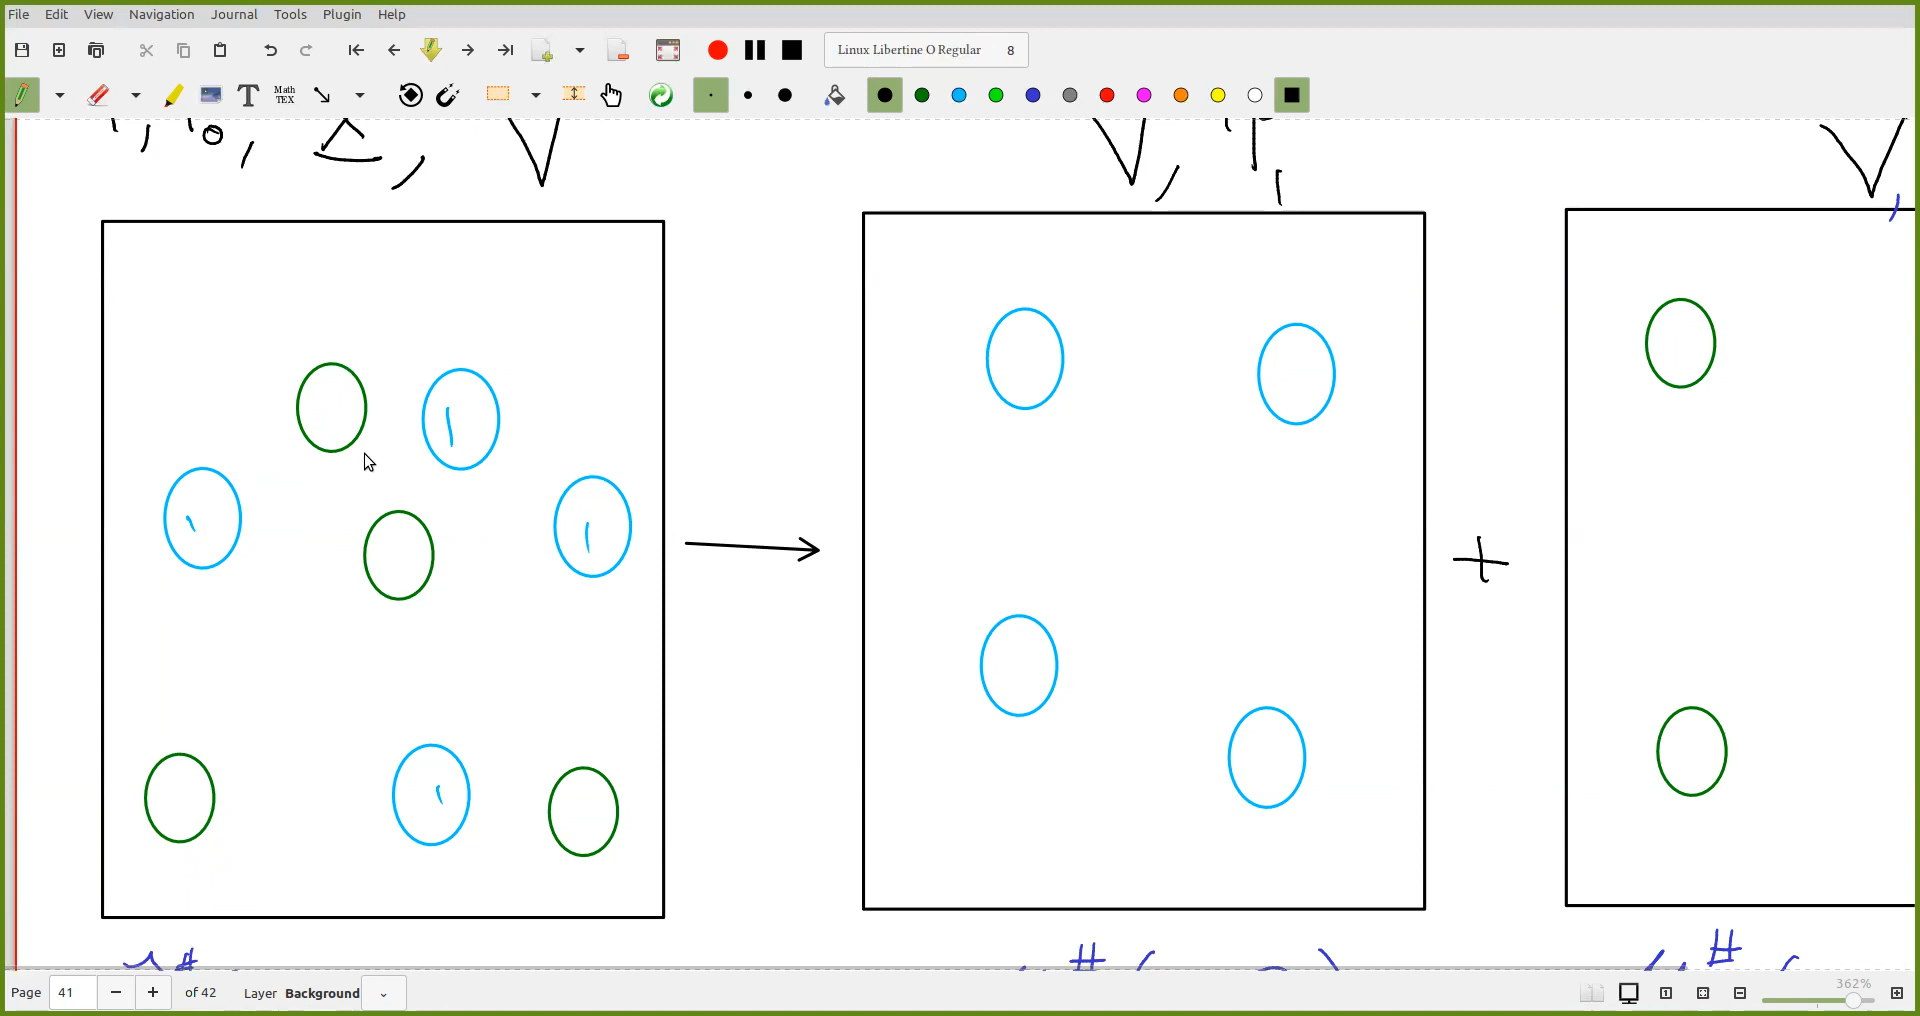 File Edit View Navigation Journal Tools Plugin Help
Linux Libertine O Regular 8
T
Math
TEX
V
V
+
#
#
#
Page 41 of 42 Layer Background
362%